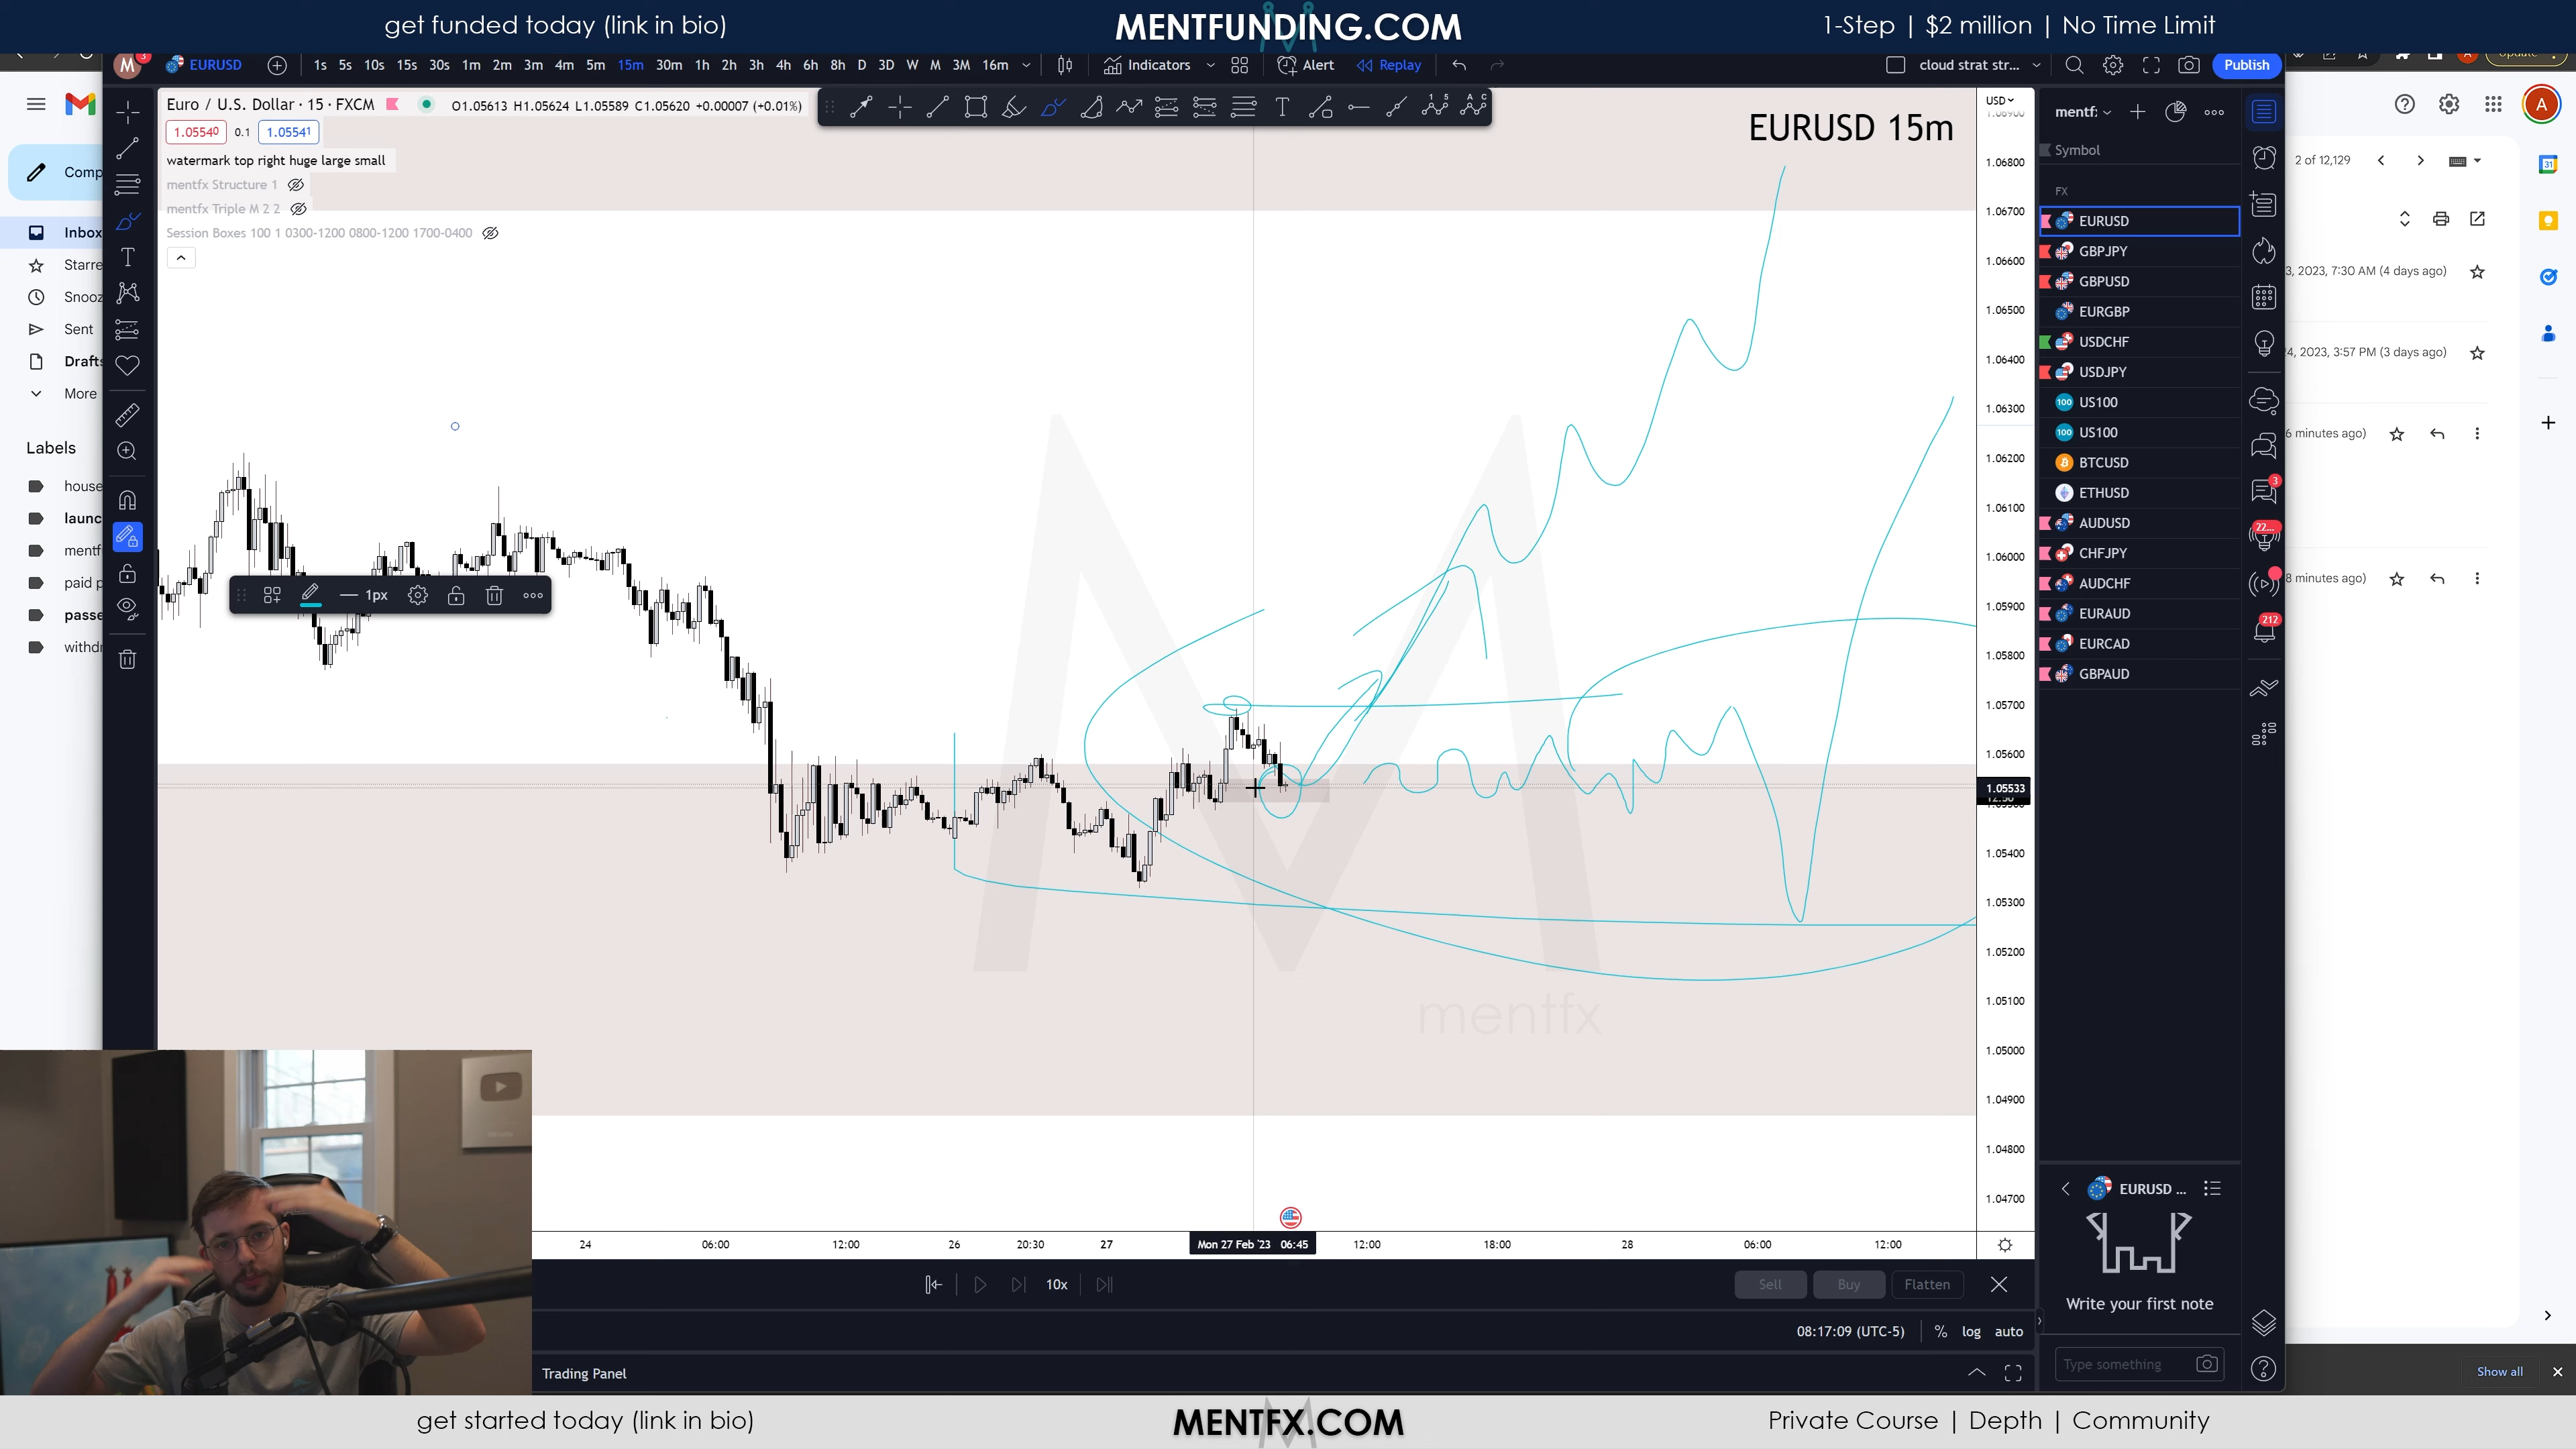 get funded today (link in bio)
MENTFUNDING.COM
1-Step | $2 million | No Time Limit
M 3 EURUSD 1s 5s 10s 15s 30s 1m 2m 3m 4m 5m 15m 30m 1h 2h 3h 4h 6h 8h D 3D W M 3M 16m Indicators Alert Replay cloud strat str... Publish
Euro / U.S. Dollar · 15 · FXCM O1.05613 H1.05624 L1.05589 C1.05620 +0.00007 (+0.01%)
1.05540 0.1 1.05541
watermark top right huge large small
mentfx Structure 1
mentfx Triple M 2 2
Session Boxes 100 1 0300-1200 0800-1200 1700-0400
EURUSD 15m
1px
mentfx
Comp
Inbox
Starre
Snooz
Sent
Drafts
More
Labels
house
launc
mentf
paid p
passe
withdr
USD
1.06800
1.06700
1.06600
1.06500
1.06400
1.06300
1.06200
1.06100
1.06000
1.05900
1.05800
1.05700
1.05600
1.05533
1.05400
1.05300
1.05200
1.05100
1.05000
1.04900
1.04800
1.04700
24 06:00 12:00 26 20:30 27 Mon 27 Feb '23 06:45 12:00 18:00 28 06:00 12:00
10x
Sell Buy Flatten
08:17:09 (UTC-5) % log auto
Trading Panel
mentf
Symbol
FX
EURUSD
GBPJPY
GBPUSD
EURGBP
USDCHF
USDJPY
100 US100
100 US100
BTCUSD
ETHUSD
AUDUSD
CHFJPY
AUDCHF
EURAUD
EURCAD
GBPAUD
3
22...
212
EURUSD ...
Write your first note
Type something
A
2 of 12,129
31
3, 2023, 7:30 AM (4 days ago)
4, 2023, 3:57 PM (3 days ago)
6 minutes ago)
8 minutes ago)
Show all
get started today (link in bio)
MENTFX.COM
Private Course | Depth | Community